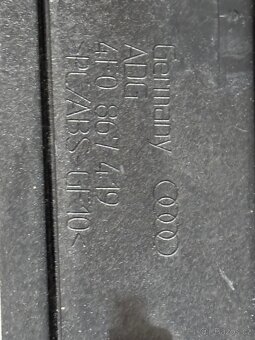 Germany
ADG
4F0 867 419
>PC/ABS-GF10<